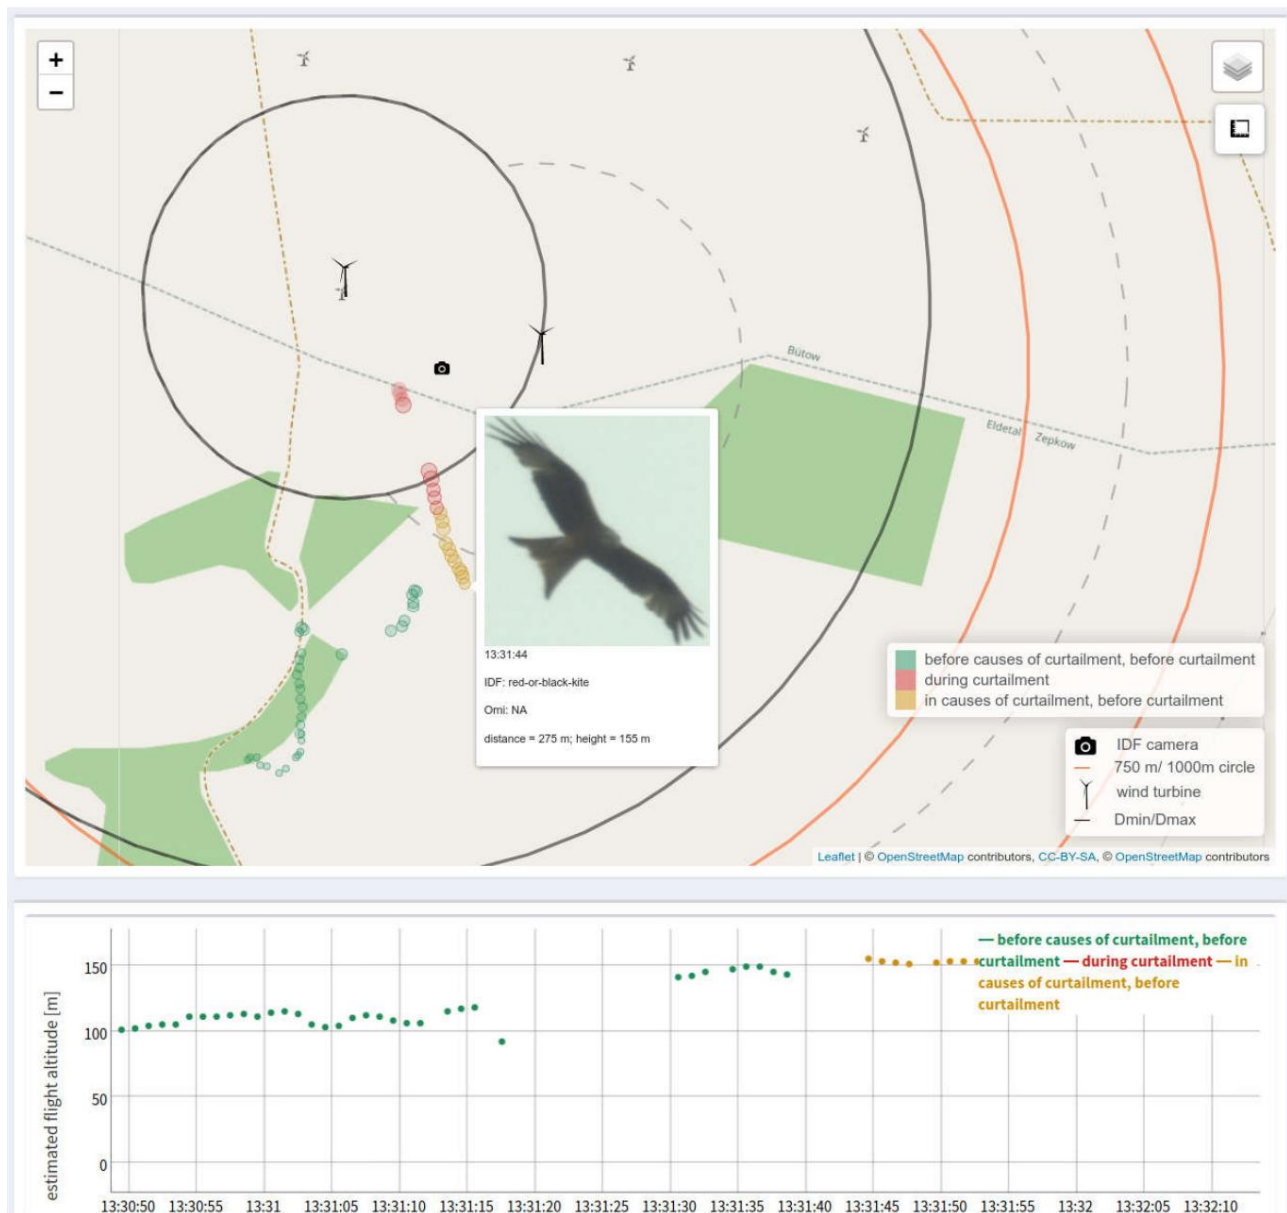 +
−
Bütow
Eldetal
Zepkow
13:31:44
IDF: red-or-black-kite
Omi: NA
distance = 275 m; height = 155 m
before causes of curtailment, before curtailment
during curtailment
in causes of curtailment, before curtailment
IDF camera
750 m/ 1000m circle
wind turbine
Dmin/Dmax
Leaflet | © OpenStreetMap contributors, CC-BY-SA, © OpenStreetMap contributors
— before causes of curtailment, before
curtailment — during curtailment — in
causes of curtailment, before
curtailment
estimated flight altitude [m]
150
100
50
0
13:30:50 13:30:55 13:31 13:31:05 13:31:10 13:31:15 13:31:20 13:31:25 13:31:30 13:31:35 13:31:40 13:31:45 13:31:50 13:31:55 13:32 13:32:05 13:32:10